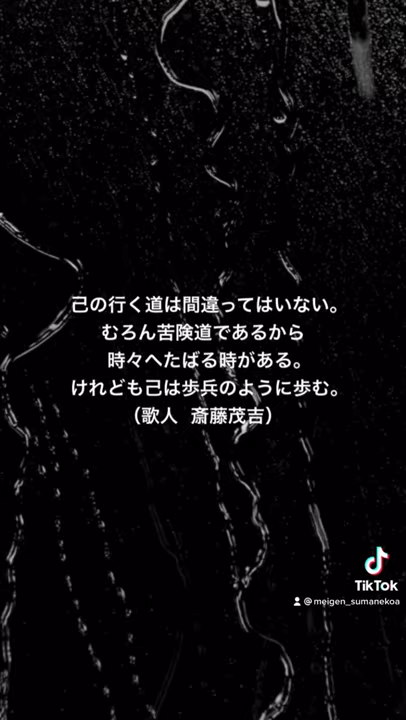 己の行く道は間違ってはいない。
むろん苦険道であるから
時々へたばる時がある。
けれども己は歩兵のように歩む。
（歌人 斎藤茂吉）
TikTok
@meigen_sumanekoa